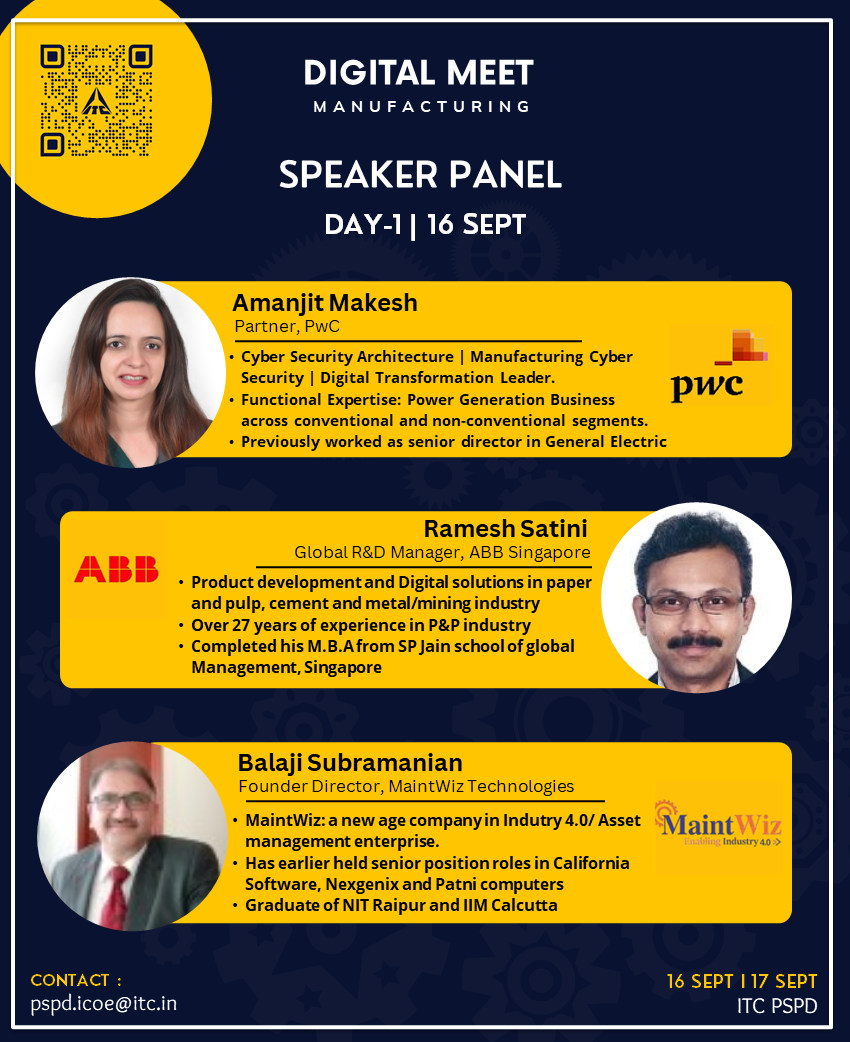 ITC
DIGITAL MEET
MANUFACTURING
SPEAKER PANEL
DAY-1 | 16 SEPT
Amanjit Makesh
Partner, PwC
• Cyber Security Architecture | Manufacturing Cyber
Security | Digital Transformation Leader.
• Functional Expertise: Power Generation Business
across conventional and non-conventional segments.
• Previously worked as senior director in General Electric
pwc
Ramesh Satini
Global R&D Manager, ABB Singapore
ABB
• Product development and Digital solutions in paper
and pulp, cement and metal/mining industry
• Over 27 years of experience in P&P industry
• Completed his M.B.A from SP Jain school of global
Management, Singapore
Balaji Subramanian
Founder Director, MaintWiz Technologies
• MaintWiz: a new age company in Indutry 4.0/ Asset
management enterprise.
• Has earlier held senior position roles in California
Software, Nexgenix and Patni computers
• Graduate of NIT Raipur and IIM Calcutta
MaintWiz
Enabling Industry 4.0
CONTACT :
pspd.icoe@itc.in
16 SEPT | 17 SEPT
ITC PSPD